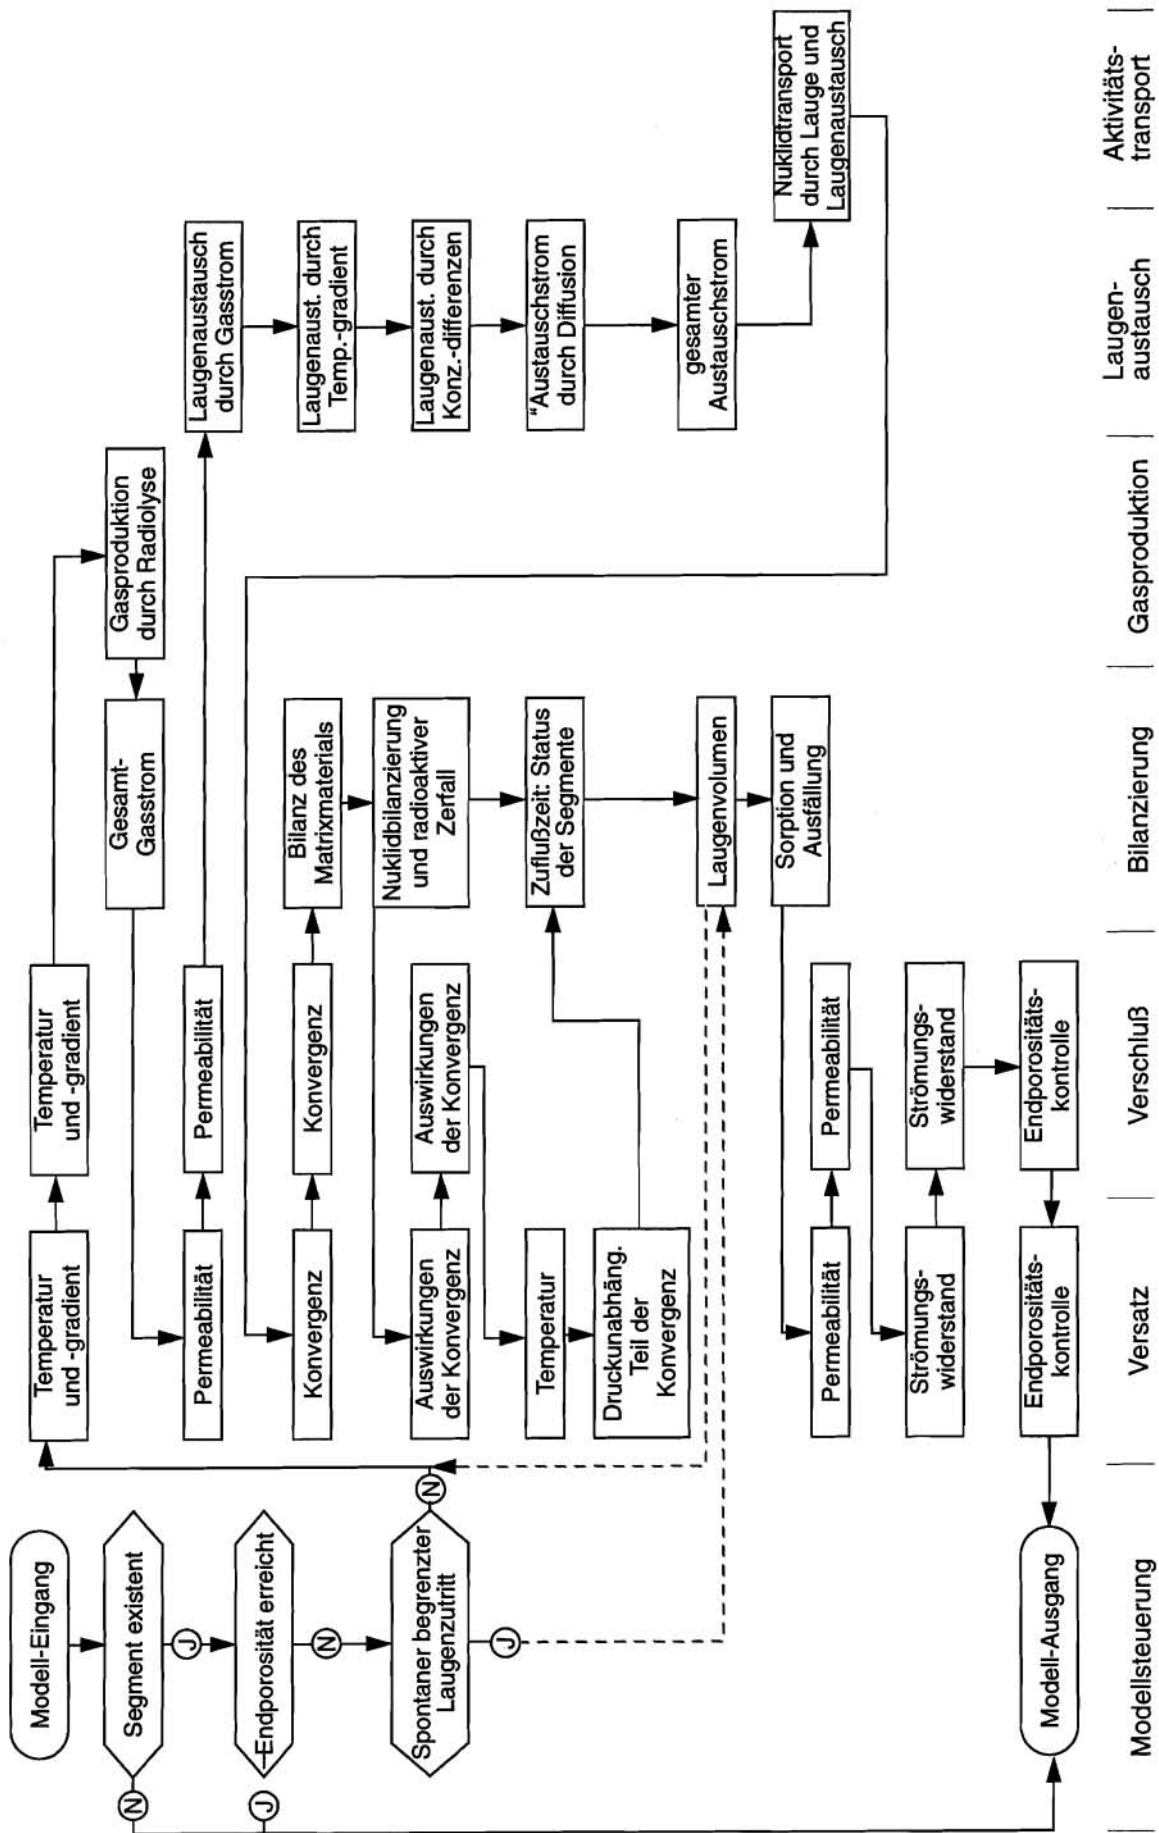 Modell-Eingang
Segment existent
N
J
Endporosität erreicht
J
N
Spontaner begrenzter
Laugenzutritt
N
J
Modell-Ausgang
Modellsteuerung
Temperatur
und -gradient
Permeabilität
Konvergenz
Auswirkungen
der Konvergenz
Temperatur
Druckunabhäng.
Teil der
Konvergenz
Permeabilität
Strömungs-
widerstand
Endporositäts-
kontrolle
Versatz
Temperatur
und -gradient
Permeabilität
Konvergenz
Auswirkungen
der Konvergenz
Permeabilität
Strömungs-
widerstand
Endporositäts-
kontrolle
Verschluß
Gesamt-
Gasstrom
Bilanz des
Matrixmaterials
Nuklidbilanzierung
und radioaktiver
Zerfall
Zuflußzeit: Status
der Segmente
Laugenvolumen
Sorption und
Ausfällung
Bilanzierung
Gasproduktion
durch Radiolyse
Gasproduktion
Laugenaustausch
durch Gasstrom
Laugenaust. durch
Temp.-gradient
Laugenaust. durch
Konz.-differenzen
"Austauschstrom
durch Diffusion
gesamter
Austauschstrom
Laugen-
austausch
Nuklidtransport
durch Lauge und
Laugenaustausch
Aktivitäts-
transport